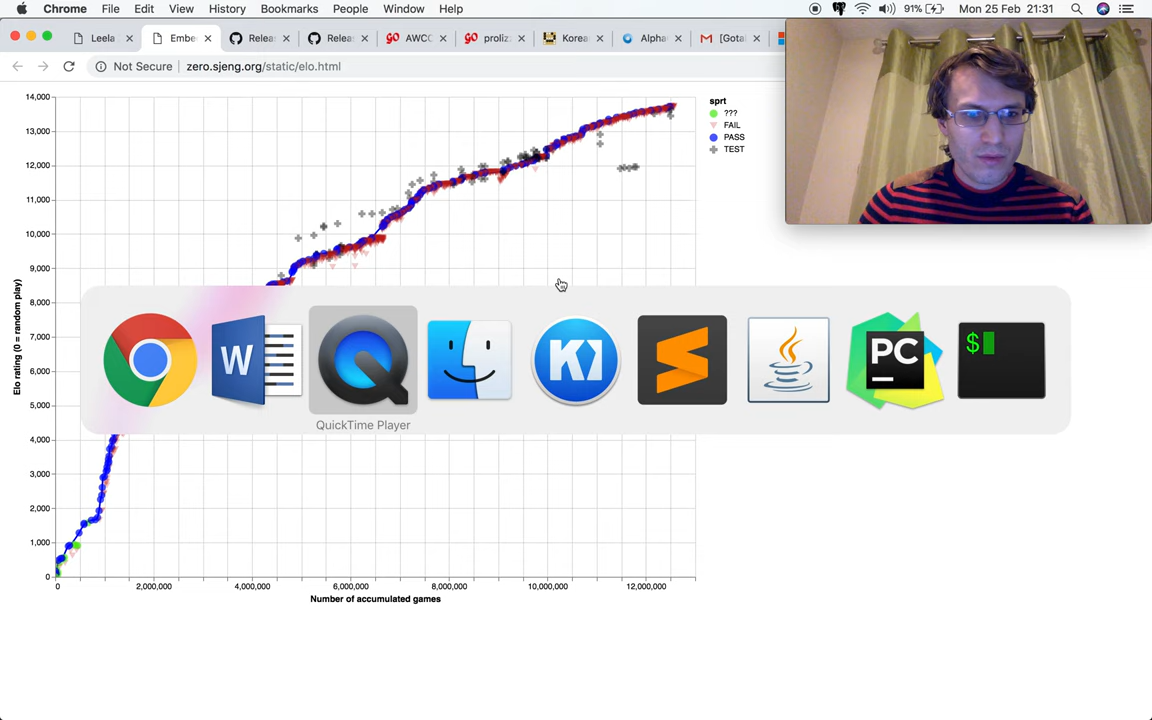 Chrome File Edit View History Bookmarks People Window Help 91% Mon 25 Feb 21:31
Leela Embe Relea Relea AWCC proliz Korea Alpha [Gota
Not Secure zero.sjeng.org/static/elo.html
14,000
13,000
12,000
11,000
10,000
9,000
8,000
7,000
6,000
5,000
4,000
3,000
2,000
1,000
0
Elo rating (0 = random play)
0 2,000,000 4,000,000 6,000,000 8,000,000 10,000,000 12,000,000
Number of accumulated games
sprt
???
FAIL
PASS
TEST
W
PC
$
QuickTime Player